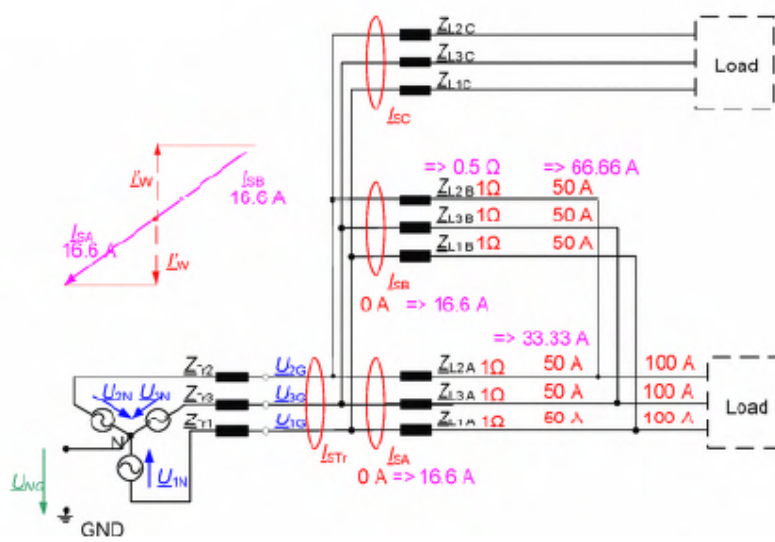 Z_L2C
Z_L3C
Z_L1C
Load
I_SC
=> 0.5 Ω => 66.66 A
Z_L2B 1Ω 50 A
Z_L3B 1Ω 50 A
Z_L1B 1Ω 50 A
I_SB
0 A => 16.6 A
I'_W
I_SB
16.6 A
I_SA
16.6 A
I'_W
=> 33.33 A
Z_Tr2 U_2G Z_L2A 1Ω 50 A 100 A
U_2N U_3N Z_Tr3 U_3G Z_L3A 1Ω 50 A 100 A
Load
N Z_Tr1 U_1G Z_L1A 1Ω 50 A 100 A
I_STr I_SA
U_1N
0 A => 16.6 A
U_NG
GND